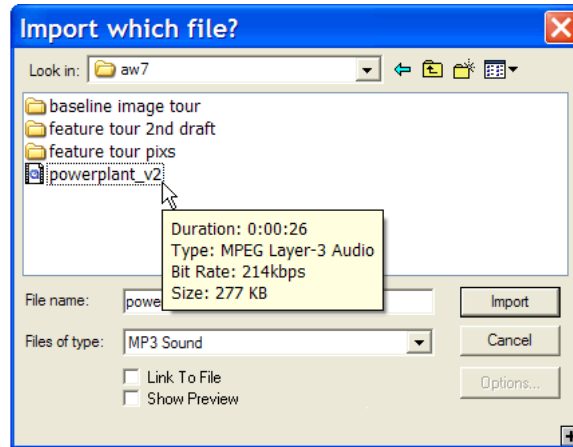 Import which file?
Look in: aw7
baseline image tour
feature tour 2nd draft
feature tour pixs
powerplant_v2
Duration: 0:00:26
Type: MPEG Layer-3 Audio
Bit Rate: 214kbps
Size: 277 KB
File name: powe
Import
Files of type: MP3 Sound
Cancel
Link To File
Options...
Show Preview